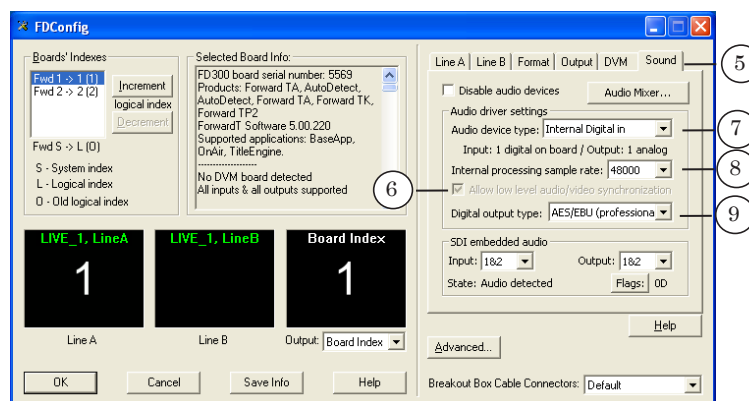 FDConfig
Boards' Indexes
Fwd 1 -> 1 (1)
Fwd 2 -> 2 (2)
Increment
logical index
Decrement
Fwd S -> L (O)
S - System index
L - Logical index
O - Old logical index
Selected Board Info:
FD300 board serial number: 5569
Products: Forward TA, AutoDetect,
AutoDetect, Forward TA, Forward TK,
Forward TP2
ForwardT Software 5.00.220
Supported applications: BaseApp,
OnAir, TitleEngine.
--------------------
No DVM board detected
All inputs & all outputs supported
LIVE_1, LineA
1
Line A
LIVE_1, LineB
Line B
Board Index
1
Output: Board Index
OK
Cancel
Save Info
Help
Line A
Line B
Format
Output
DVM
Sound
5
Disable audio devices
Audio Mixer...
Audio driver settings
Audio device type: Internal Digital in
7
Input: 1 digital on board / Output: 1 analog
Internal processing sample rate: 48000
8
6
Allow low level audio/video synchronization
Digital output type: AES/EBU (professiona
9
SDI embedded audio
Input: 1&2
Output: 1&2
State: Audio detected
Flags: 0D
Help
Advanced...
Breakout Box Cable Connectors: Default